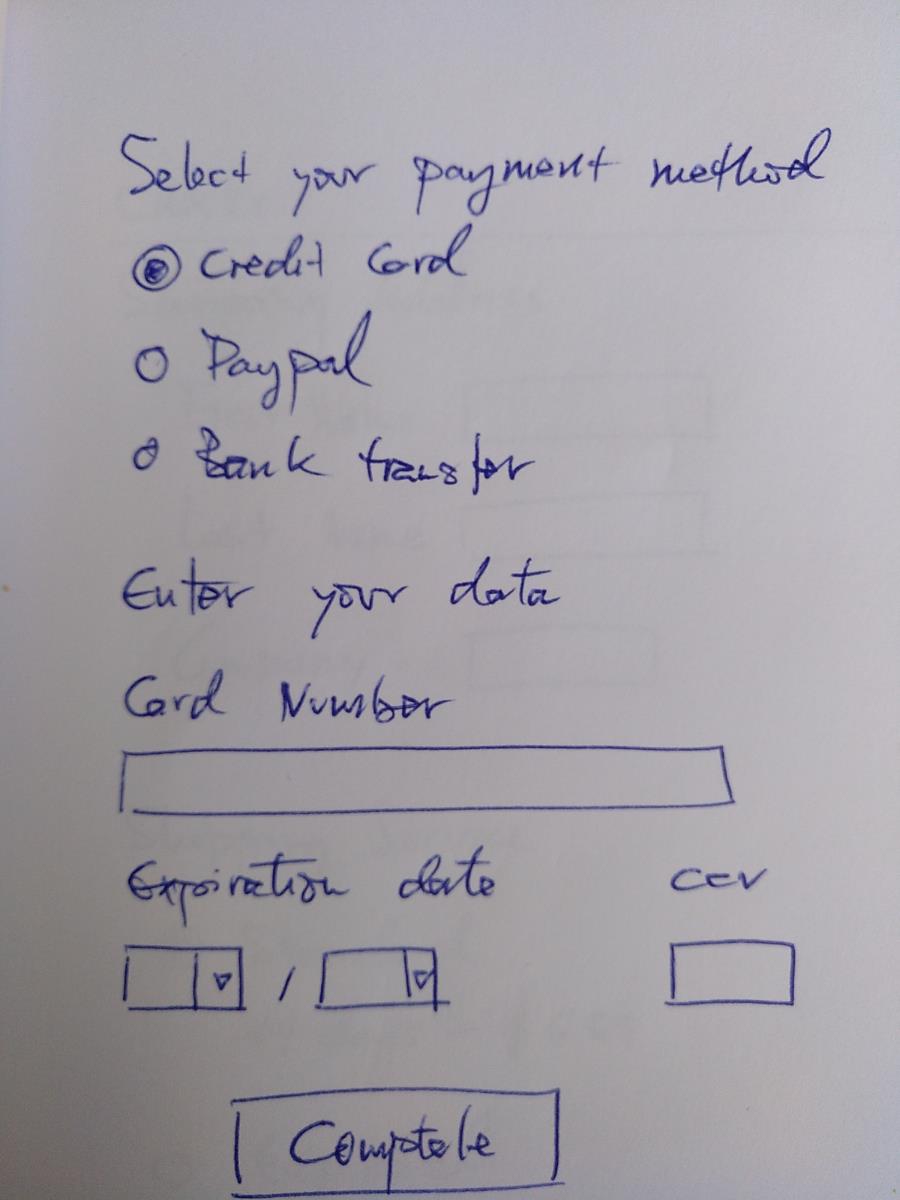 Select your payment method
Credit Card
Paypal
Bank transfer
Enter your data
Card Number
Expiration date ccv
/
Complete